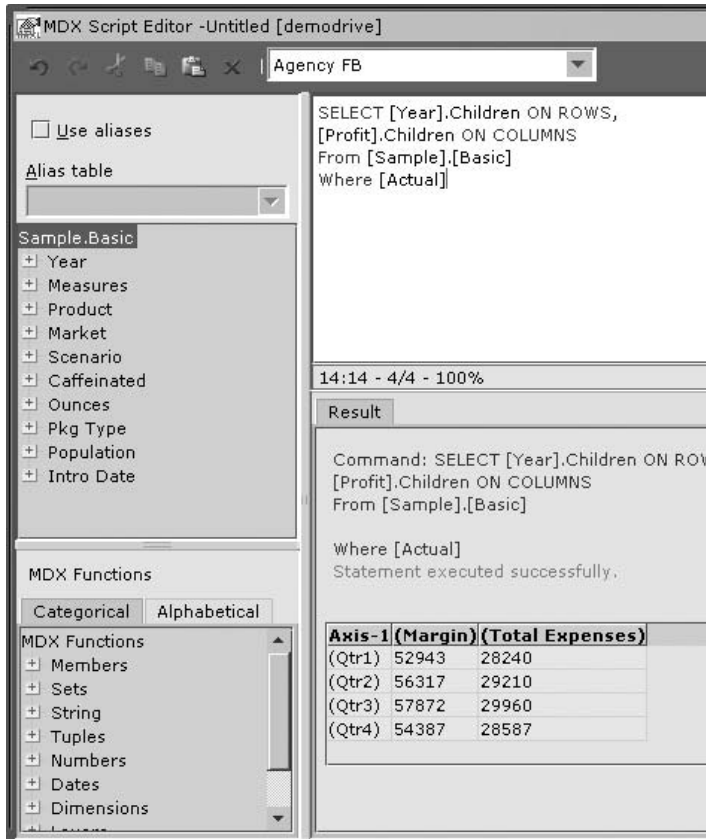 MDX Script Editor -Untitled [demodrive]
Agency FB
Use aliases
Alias table
Sample.Basic
Year
Measures
Product
Market
Scenario
Caffeinated
Ounces
Pkg Type
Population
Intro Date
MDX Functions
Categorical Alphabetical
MDX Functions
Members
Sets
String
Tuples
Numbers
Dates
Dimensions
SELECT [Year].Children ON ROWS,
[Profit].Children ON COLUMNS
From [Sample].[Basic]
Where [Actual]
14:14 - 4/4 - 100%
Result
Command: SELECT [Year].Children ON ROW
[Profit].Children ON COLUMNS
From [Sample].[Basic]
Where [Actual]
Statement executed successfully.
Axis-1 (Margin) (Total Expenses)
(Qtr1) 52943 28240
(Qtr2) 56317 29210
(Qtr3) 57872 29960
(Qtr4) 54387 28587